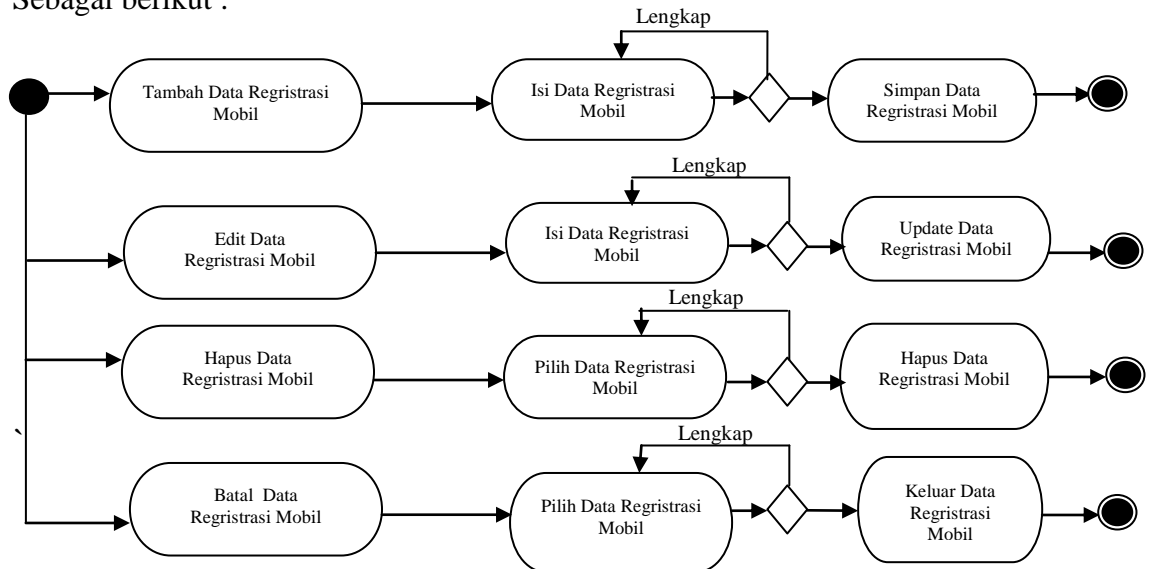 Sebagai berikut :
Lengkap
Tambah Data Regristrasi
Mobil
Isi Data Regristrasi
Mobil
Simpan Data
Regristrasi Mobil
Lengkap
Edit Data
Regristrasi Mobil
Isi Data Regristrasi
Mobil
Update Data
Regristrasi Mobil
Lengkap
Hapus Data
Regristrasi Mobil
Pilih Data Regristrasi
Mobil
Hapus Data
Regristrasi Mobil
`
Lengkap
Batal Data
Regristrasi Mobil
Pilih Data Regristrasi
Mobil
Keluar Data
Regristrasi
Mobil